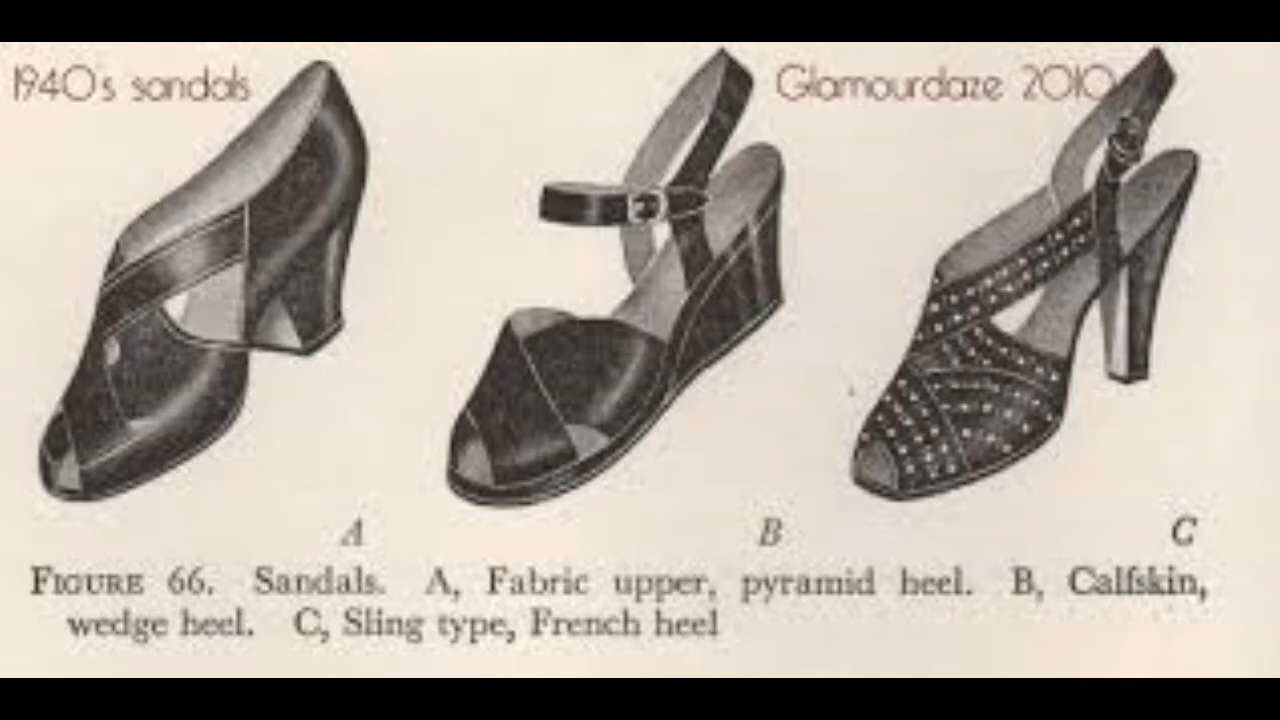 1940's sandals
Glamourdaze 2010
A
B
C
FIGURE 66. Sandals. A, Fabric upper, pyramid heel. B, Calfskin,
wedge heel. C, Sling type, French heel